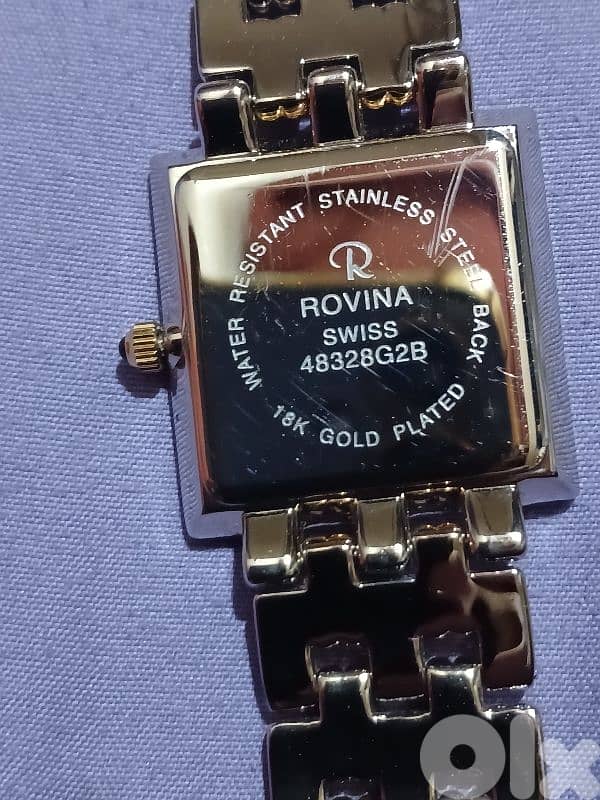 WATER RESISTANT STAINLESS STEEL BACK
R
ROVINA
SWISS
48328G2B
18K GOLD PLATED
olx